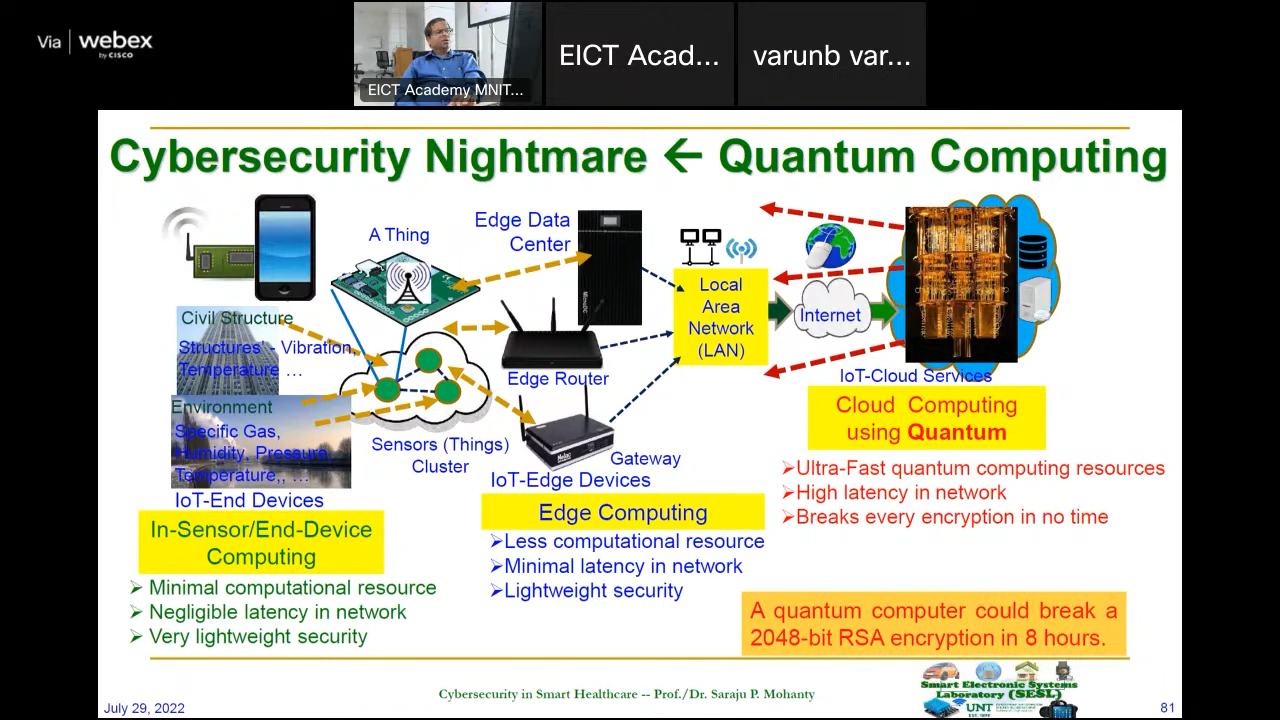 Via webex
by CISCO
EICT Academy MNIT...
EICT Acad...
varunb var...
Cybersecurity Nightmare ← Quantum Computing
A Thing
Edge Data
Center
Local
Area
Network
(LAN)
Internet
Civil Structure
Structures' - Vibration,
Temperature …
Environment
Specific Gas,
Humidity, Pressure,
Temperature,, …
IoT-End Devices
In-Sensor/End-Device
Computing
➢ Minimal computational resource
➢ Negligible latency in network
➢ Very lightweight security
Sensors (Things)
Cluster
Edge Router
Gateway
IoT-Edge Devices
Edge Computing
➢Less computational resource
➢Minimal latency in network
➢Lightweight security
IoT-Cloud Services
Cloud Computing
using Quantum
➢Ultra-Fast quantum computing resources
➢High latency in network
➢Breaks every encryption in no time
A quantum computer could break a
2048-bit RSA encryption in 8 hours.
July 29, 2022
Cybersecurity in Smart Healthcare -- Prof./Dr. Saraju P. Mohanty
Smart Electronic Systems
Laboratory (SESL)
UNT
81